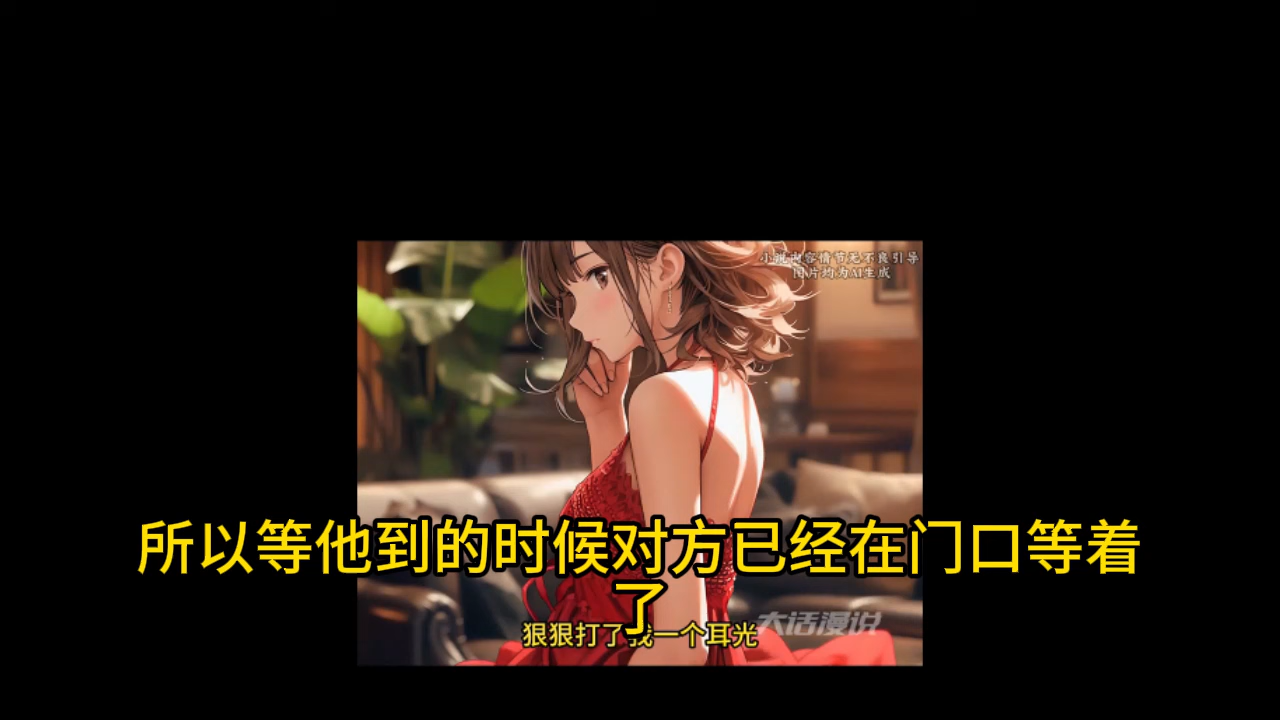 小说内容情节无不良引导
图片均为AI生成
所以等他到的时候对方已经在门口等着
了
狠狠打了我一个耳光
大话漫说